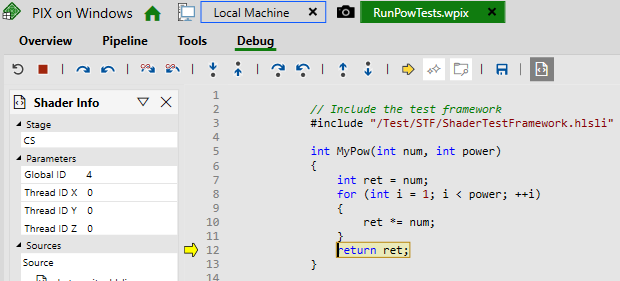 PIX on Windows
Local Machine ×
RunPowTests.wpix ×
Overview Pipeline Tools Debug
Shader Info
Stage
CS
Parameters
Global ID 4
Thread ID X 0
Thread ID Y 0
Thread ID Z 0
Sources
Source
1
2 // Include the test framework
3 #include "/Test/STF/ShaderTestFramework.hlsli"
4
5 int MyPow(int num, int power)
6 {
7 int ret = num;
8 for (int i = 1; i < power; ++i)
9 {
10 ret *= num;
11 }
12 return ret;
13 }